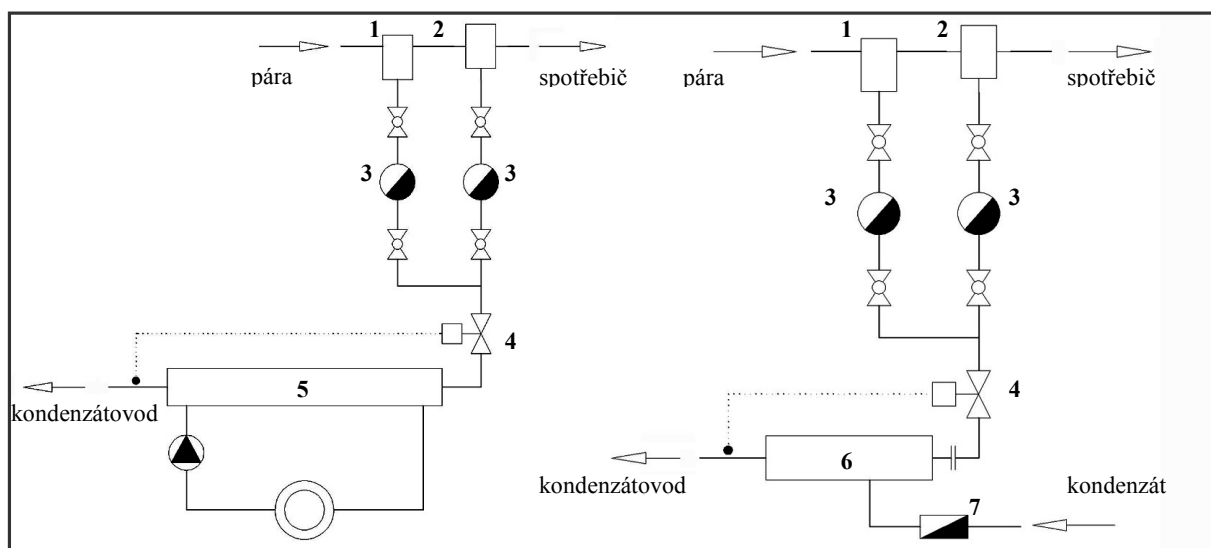 1 2
pára spotřebič
3 3
4
5
kondenzátovod
1 2
pára spotřebič
3 3
4
6
kondenzátovod kondenzát
7